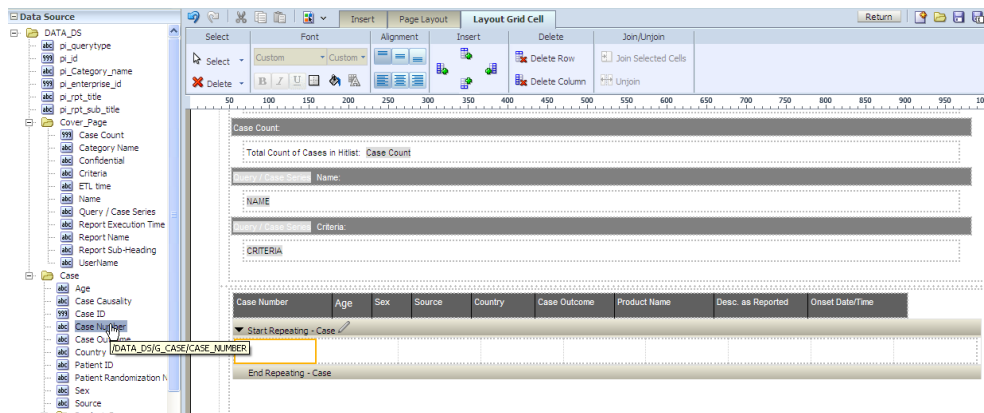 Data Source
Insert
Page Layout
Layout Grid Cell
Return
Select
Font
Alignment
Insert
Delete
Join/Unjoin
Select
Custom
Custom
Delete Row
Join Selected Cells
Delete
B I U
Delete Column
Unjoin
50 100 150 200 250 300 350 400 450 500 550 600 650 700 750 800 850 900 950
DATA_DS
pi_querytype
pi_id
pi_Category_name
pi_enterprise_id
pi_rpt_title
pi_rpt_sub_title
Cover_Page
Case Count
Category Name
Confidential
Criteria
ETL time
Name
Query / Case Series
Report Execution Time
Report Name
Report Sub-Heading
UserName
Case
Age
Case Causality
Case ID
Case Number
Case Outcome
/DATA_DS/G_CASE/CASE_NUMBER
Country
Patient ID
Patient Randomization N
Sex
Source
Case Count:
Total Count of Cases in Hitlist: Case Count
Query / Case Series Name:
NAME
Query / Case Series Criteria:
CRITERIA
Case Number Age Sex Source Country Case Outcome Product Name Desc. as Reported Onset Date/Time
Start Repeating - Case
End Repeating - Case